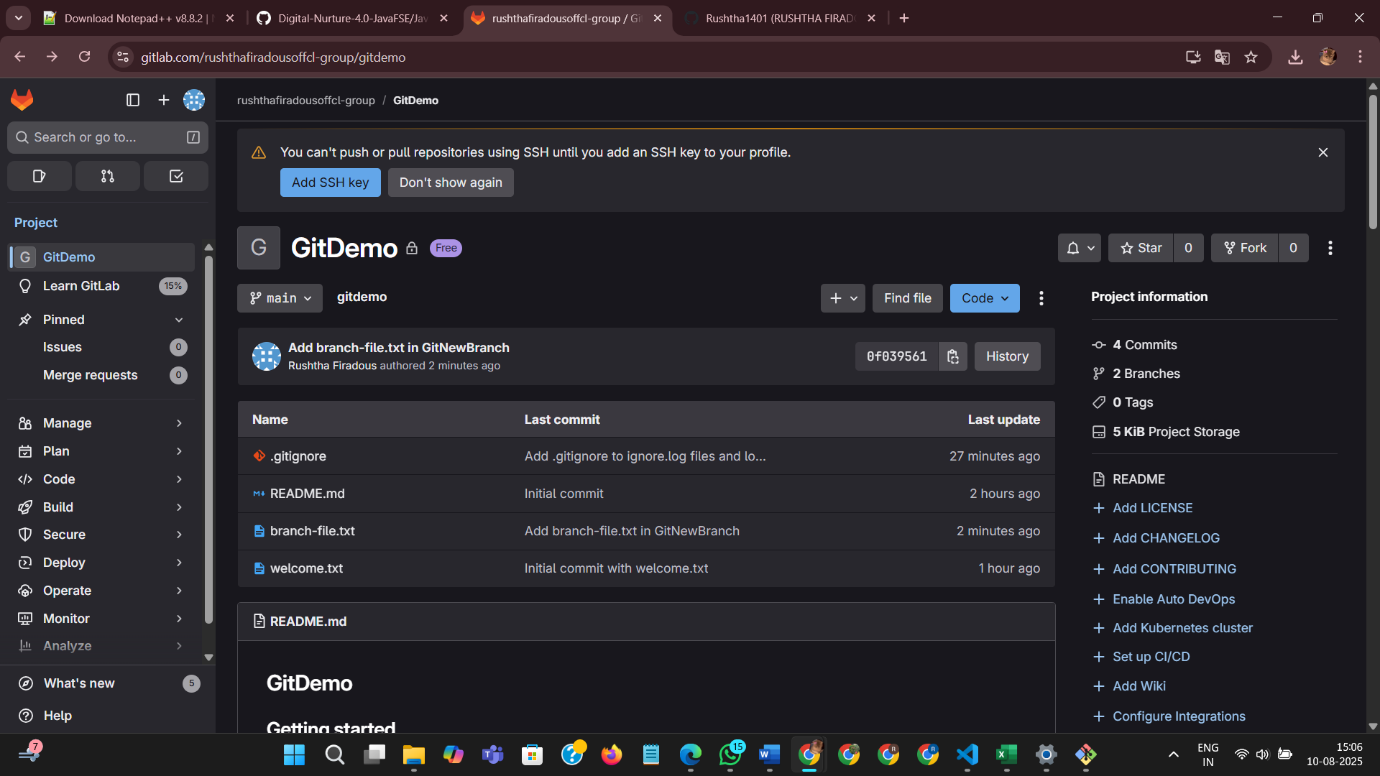 Download Notepad++ v8.8.2 |
Digital-Nurture-4.0-JavaFSE/Jav
rushthafiradousoffcl-group / Gi
Rushtha1401 (RUSHTHA FIRAD
gitlab.com/rushthafiradousoffcl-group/gitdemo
Search or go to... /
Project
G GitDemo
Learn GitLab 15%
Pinned
Issues 0
Merge requests 0
Manage
Plan
Code
Build
Secure
Deploy
Operate
Monitor
Analyze
What's new 5
Help
rushthafiradousoffcl-group / GitDemo
You can't push or pull repositories using SSH until you add an SSH key to your profile.
Add SSH key Don't show again
G GitDemo Free
Star 0 Fork 0
main gitdemo Find file Code
Add branch-file.txt in GitNewBranch
Rushtha Firadous authored 2 minutes ago
0f039561 History
Name Last commit Last update
.gitignore Add .gitignore to ignore.log files and lo... 27 minutes ago
README.md Initial commit 2 hours ago
branch-file.txt Add branch-file.txt in GitNewBranch 2 minutes ago
welcome.txt Initial commit with welcome.txt 1 hour ago
README.md
GitDemo
Getting started
Project information
4 Commits
2 Branches
0 Tags
5 KiB Project Storage
README
Add LICENSE
Add CHANGELOG
Add CONTRIBUTING
Enable Auto DevOps
Add Kubernetes cluster
Set up CI/CD
Add Wiki
Configure Integrations
7
15
ENG
IN
15:06
10-08-2025